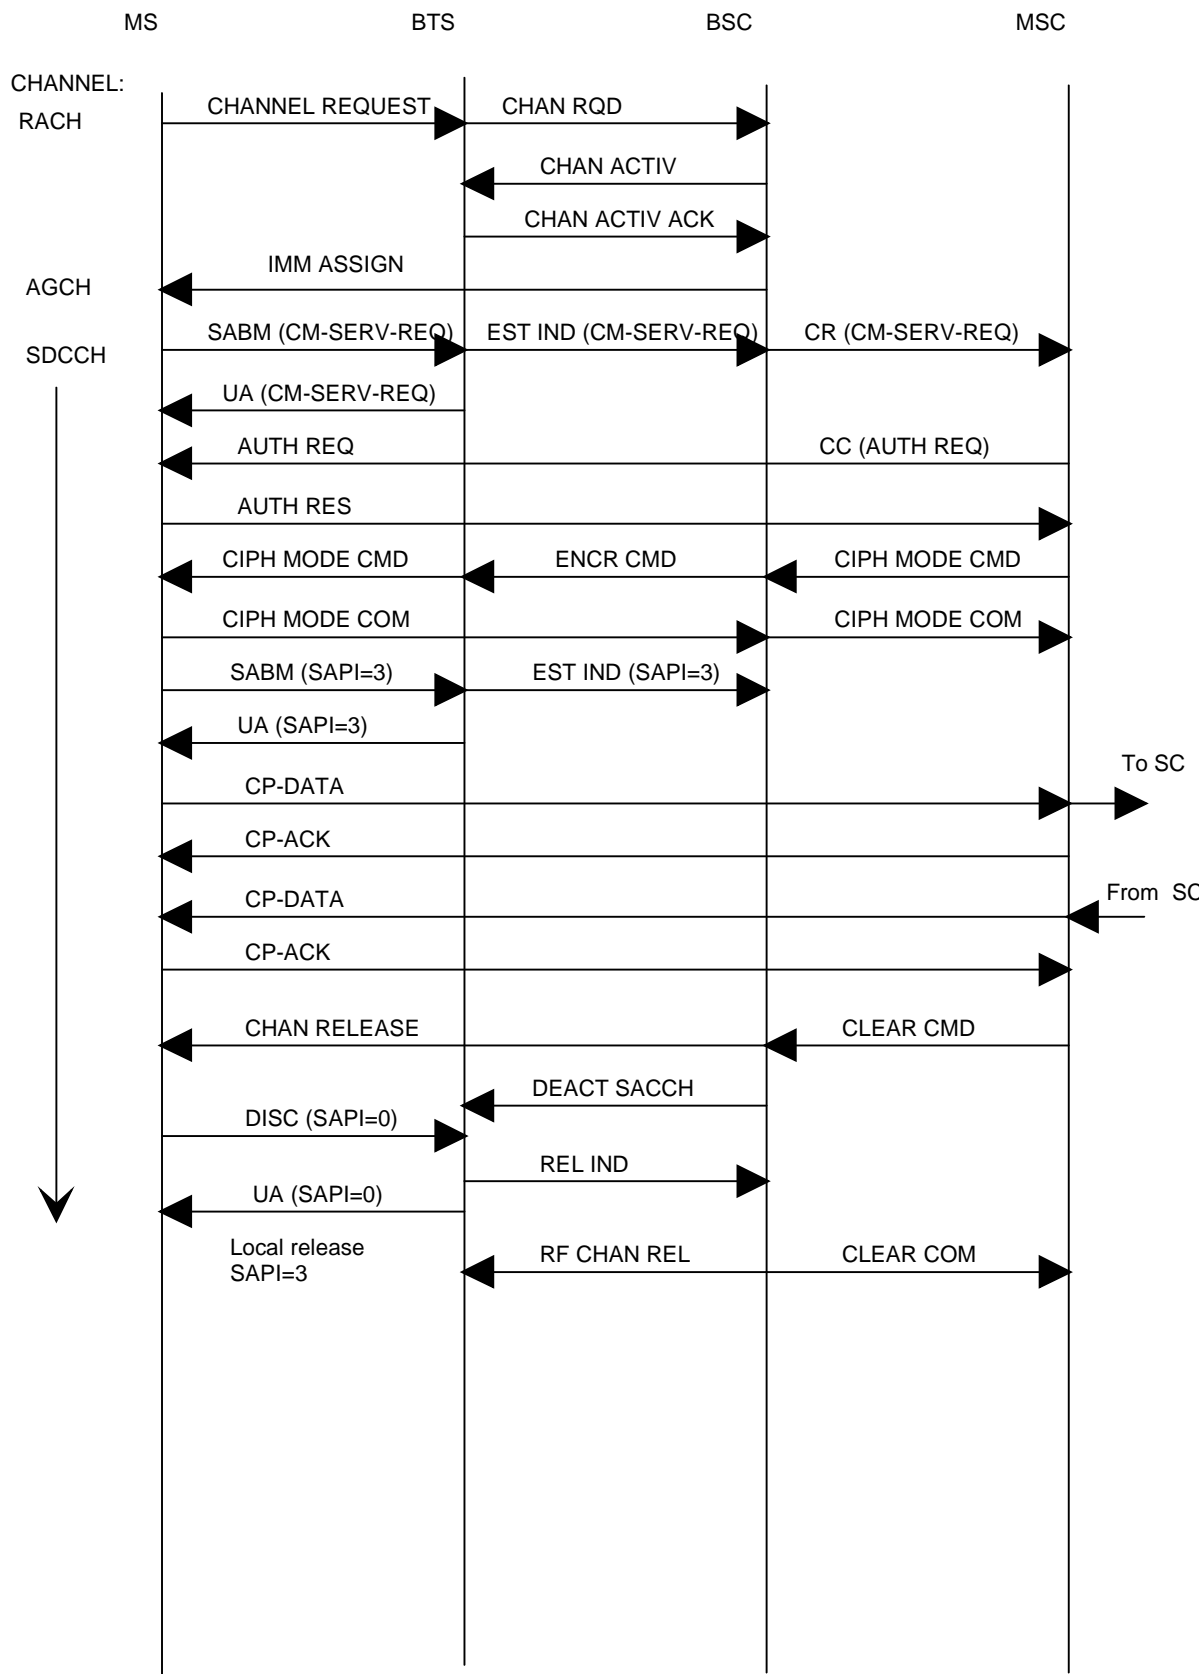 MS BTS BSC MSC
CHANNEL:
RACH CHANNEL REQUEST CHAN RQD
CHAN ACTIV
CHAN ACTIV ACK
IMM ASSIGN
AGCH
SABM (CM-SERV-REQ) EST IND (CM-SERV-REQ) CR (CM-SERV-REQ)
SDCCH
UA (CM-SERV-REQ)
AUTH REQ CC (AUTH REQ)
AUTH RES
CIPH MODE CMD ENCR CMD CIPH MODE CMD
CIPH MODE COM CIPH MODE COM
SABM (SAPI=3) EST IND (SAPI=3)
UA (SAPI=3)
To SC
CP-DATA
CP-ACK
CP-DATA From SC
CP-ACK
CHAN RELEASE CLEAR CMD
DEACT SACCH
DISC (SAPI=0)
REL IND
UA (SAPI=0)
Local release RF CHAN REL CLEAR COM
SAPI=3